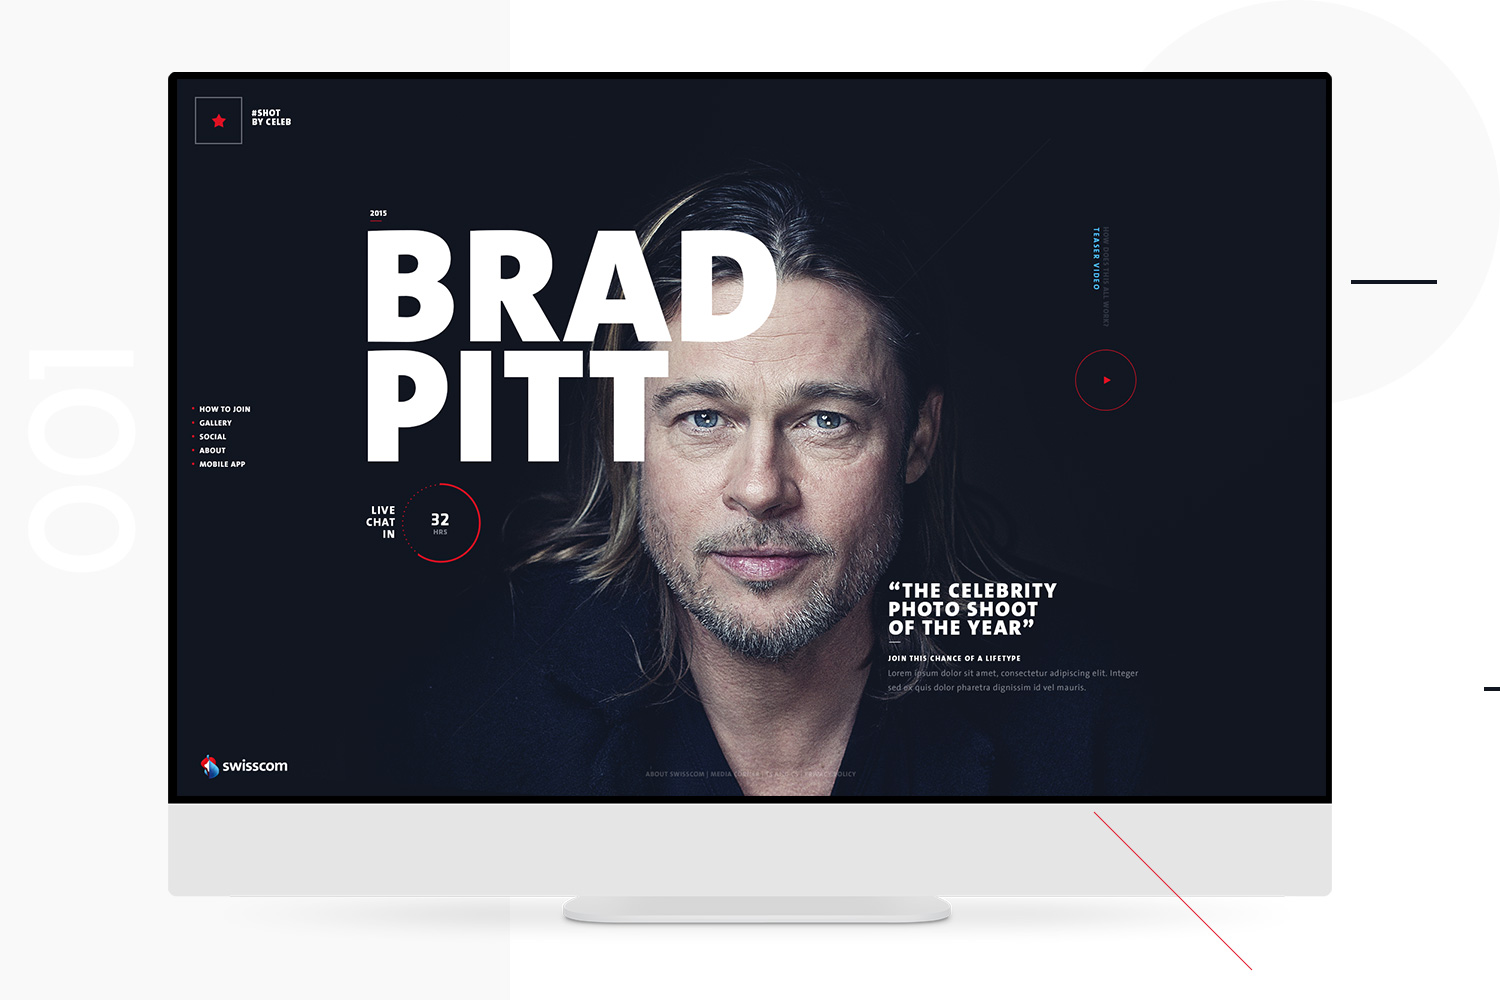 001
#SHOT
BY CELEB
2015
BRAD
PITT
HOW DOES THIS ALL WORK?
TEASER VIDEO
HOW TO JOIN
GALLERY
SOCIAL
ABOUT
MOBILE APP
LIVE
CHAT
IN
32
HRS
“THE CELEBRITY
PHOTO SHOOT
OF THE YEAR”
JOIN THIS CHANCE OF A LIFETYPE
Lorem ipsum dolor sit amet, consectetur adipiscing elit. Integer
sed ex quis dolor pharetra dignissim id vel mauris.
swisscom
ABOUT SWISSCOM | MEDIA | PRIVACY POLICY